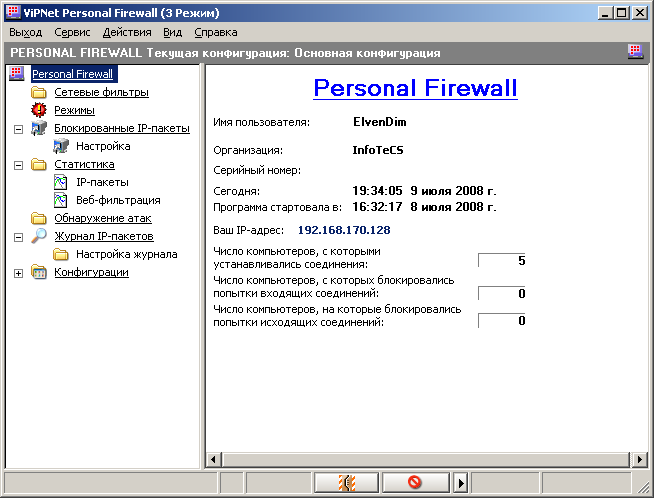 ViPNet Personal Firewall (3 Режим)
Выход Сервис Действия Вид Справка
PERSONAL FIREWALL Текущая конфигурация: Основная конфигурация
Personal Firewall
Сетевые фильтры
Режимы
Блокированные IP-пакеты
Настройка
Статистика
IP-пакеты
Веб-фильтрация
Обнаружение атак
Журнал IP-пакетов
Настройка журнала
Конфигурации
Personal Firewall
Имя пользователя: ElvenDim
Организация: InfoTeCS
Серийный номер:
Сегодня: 19:34:05 9 июля 2008 г.
Программа стартовала в: 16:32:17 8 июля 2008 г.
Ваш IP-адрес: 192.168.170.128
Число компьютеров, с которыми
устанавливались соединения: 5
Число компьютеров, с которых блокировались
попытки входящих соединений: 0
Число компьютеров, на которые блокировались
попытки исходящих соединений: 0